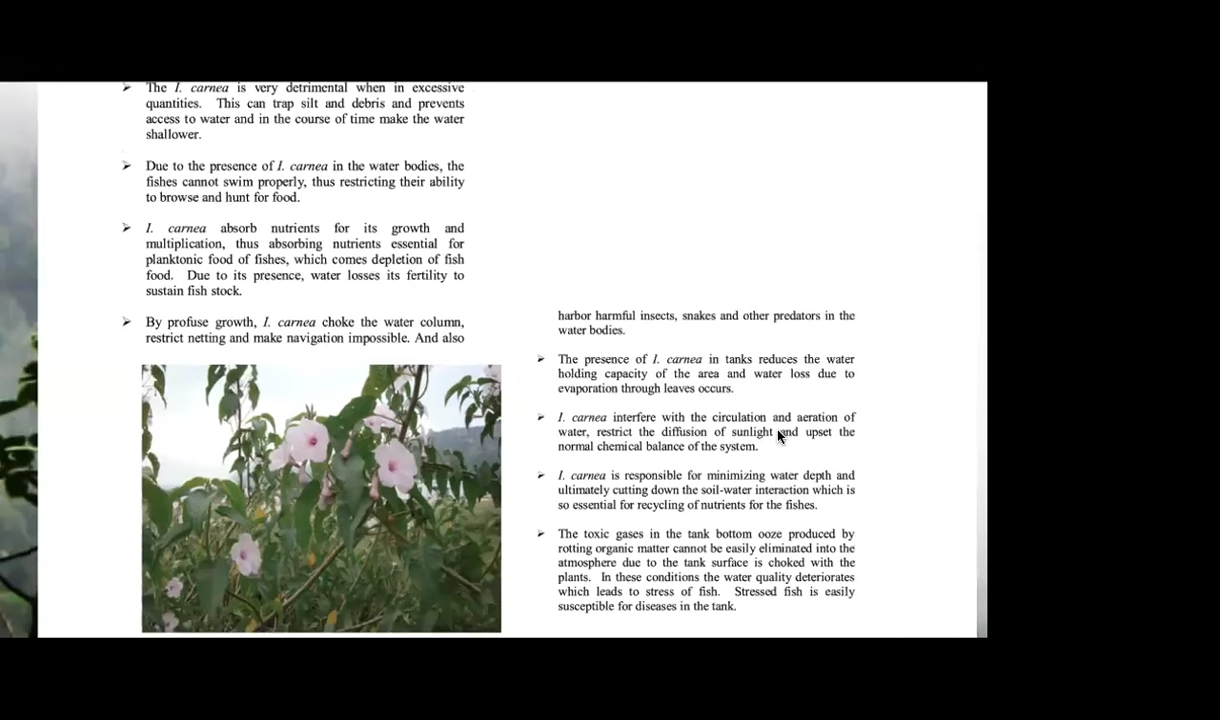 The I. carnea is very detrimental when in excessive
quantities. This can trap silt and debris and prevents
access to water and in the course of time make the water
shallower.
Due to the presence of I. carnea in the water bodies, the
fishes cannot swim properly, thus restricting their ability
to browse and hunt for food.
I. carnea absorb nutrients for its growth and
multiplication, thus absorbing nutrients essential for
planktonic food of fishes, which comes depletion of fish
food. Due to its presence, water losses its fertility to
sustain fish stock.
By profuse growth, I. carnea choke the water column,
restrict netting and make navigation impossible. And also
harbor harmful insects, snakes and other predators in the
water bodies.
The presence of I. carnea in tanks reduces the water
holding capacity of the area and water loss due to
evaporation through leaves occurs.
I. carnea interfere with the circulation and aeration of
water, restrict the diffusion of sunlight and upset the
normal chemical balance of the system.
I. carnea is responsible for minimizing water depth and
ultimately cutting down the soil-water interaction which is
so essential for recycling of nutrients for the fishes.
The toxic gases in the tank bottom ooze produced by
rotting organic matter cannot be easily eliminated into the
atmosphere due to the tank surface is choked with the
plants. In these conditions the water quality deteriorates
which leads to stress of fish. Stressed fish is easily
susceptible for diseases in the tank.